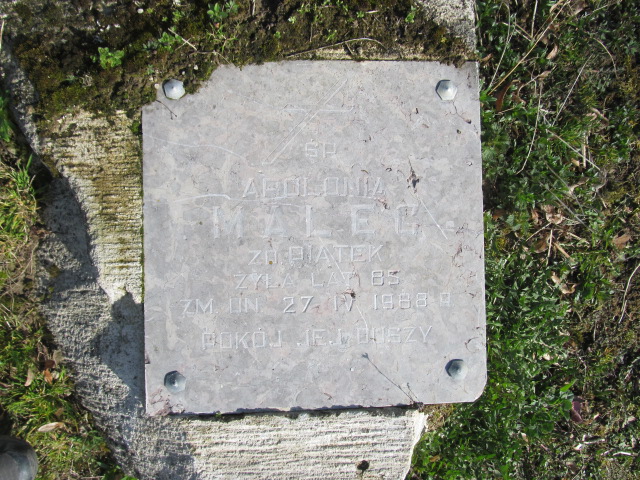 ŚP.
APOLONIA
MALEC
ZD. PIĄTEK
ŻYŁA LAT 85
ZM. DN. 27·IV 1988 R
POKÓJ JEJ DUSZY